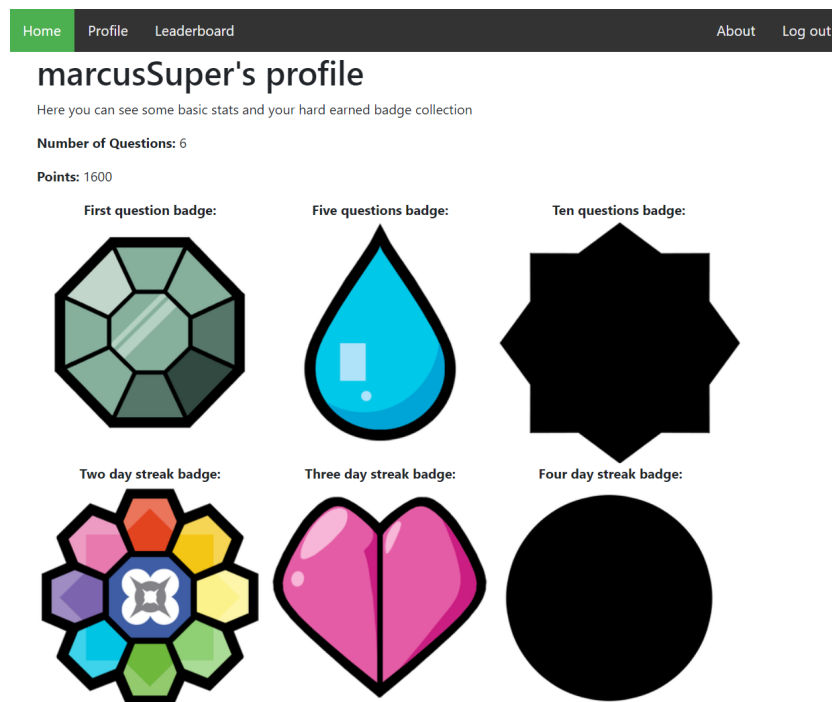 Home Profile Leaderboard About Log out
marcusSuper's profile
Here you can see some basic stats and your hard earned badge collection
Number of Questions: 6
Points: 1600
First question badge: Five questions badge: Ten questions badge:
Two day streak badge: Three day streak badge: Four day streak badge: